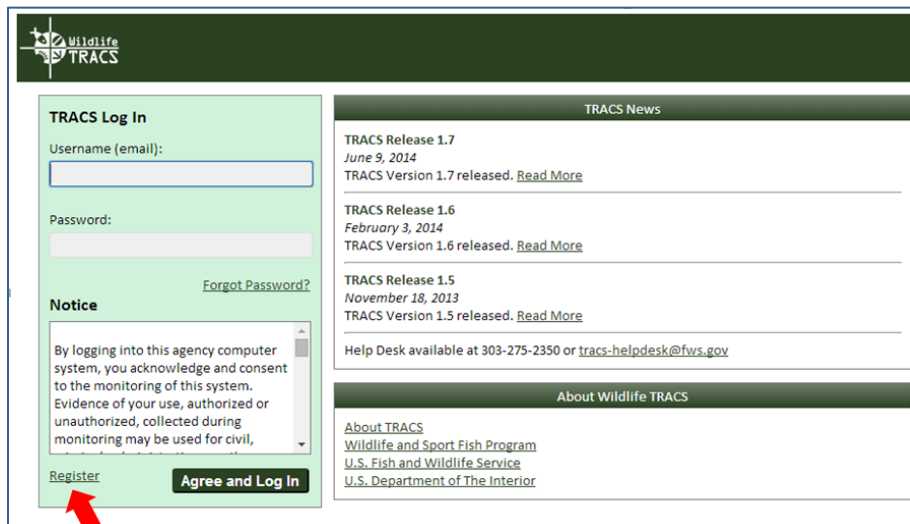 Wildlife
TRACS
TRACS Log In
Username (email):
Password:
Forgot Password?
Notice
By logging into this agency computer
system, you acknowledge and consent
to the monitoring of this system.
Evidence of your use, authorized or
unauthorized, collected during
monitoring may be used for civil,
Register
Agree and Log In
TRACS News
TRACS Release 1.7
June 9, 2014
TRACS Version 1.7 released. Read More
TRACS Release 1.6
February 3, 2014
TRACS Version 1.6 released. Read More
TRACS Release 1.5
November 18, 2013
TRACS Version 1.5 released. Read More
Help Desk available at 303-275-2350 or tracs-helpdesk@fws.gov
About Wildlife TRACS
About TRACS
Wildlife and Sport Fish Program
U.S. Fish and Wildlife Service
U.S. Department of The Interior